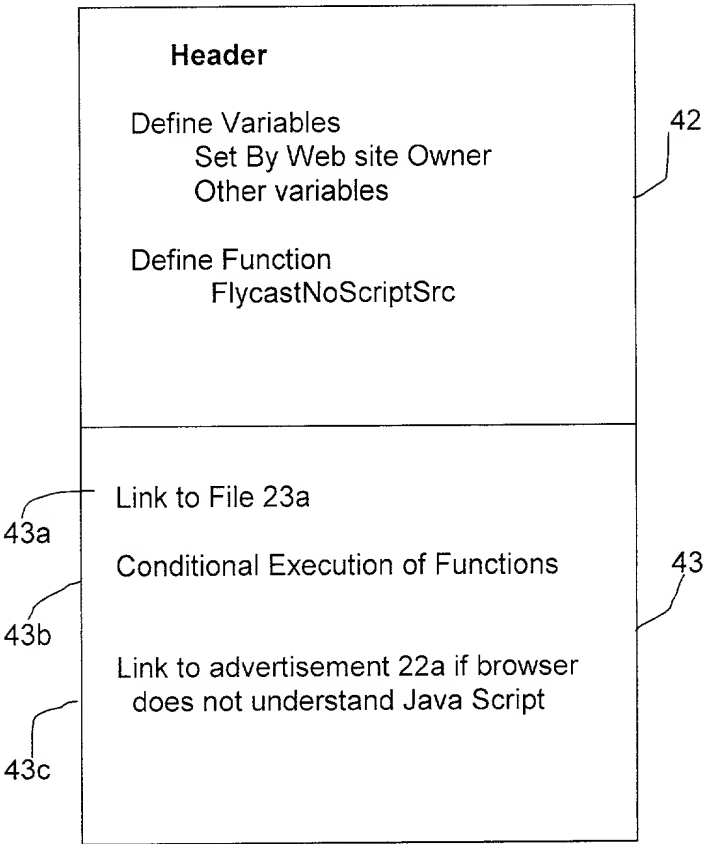 Header
Define Variables
Set By Web site Owner
Other variables
Define Function
FlycastNoScriptSrc
42
Link to File 23a
43a
Conditional Execution of Functions
43
43b
Link to advertisement 22a if browser
does not understand Java Script
43c